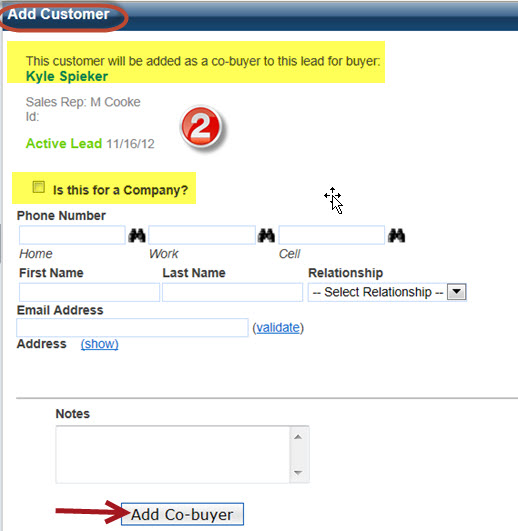 Add Customer
This customer will be added as a co-buyer to this lead for buyer:
Kyle Spieker
Sales Rep: M Cooke
Id:
2
Active Lead 11/16/12
Is this for a Company?
Phone Number
Home Work Cell
First Name Last Name Relationship
-- Select Relationship --
Email Address
(validate)
Address (show)
Notes
Add Co-buyer